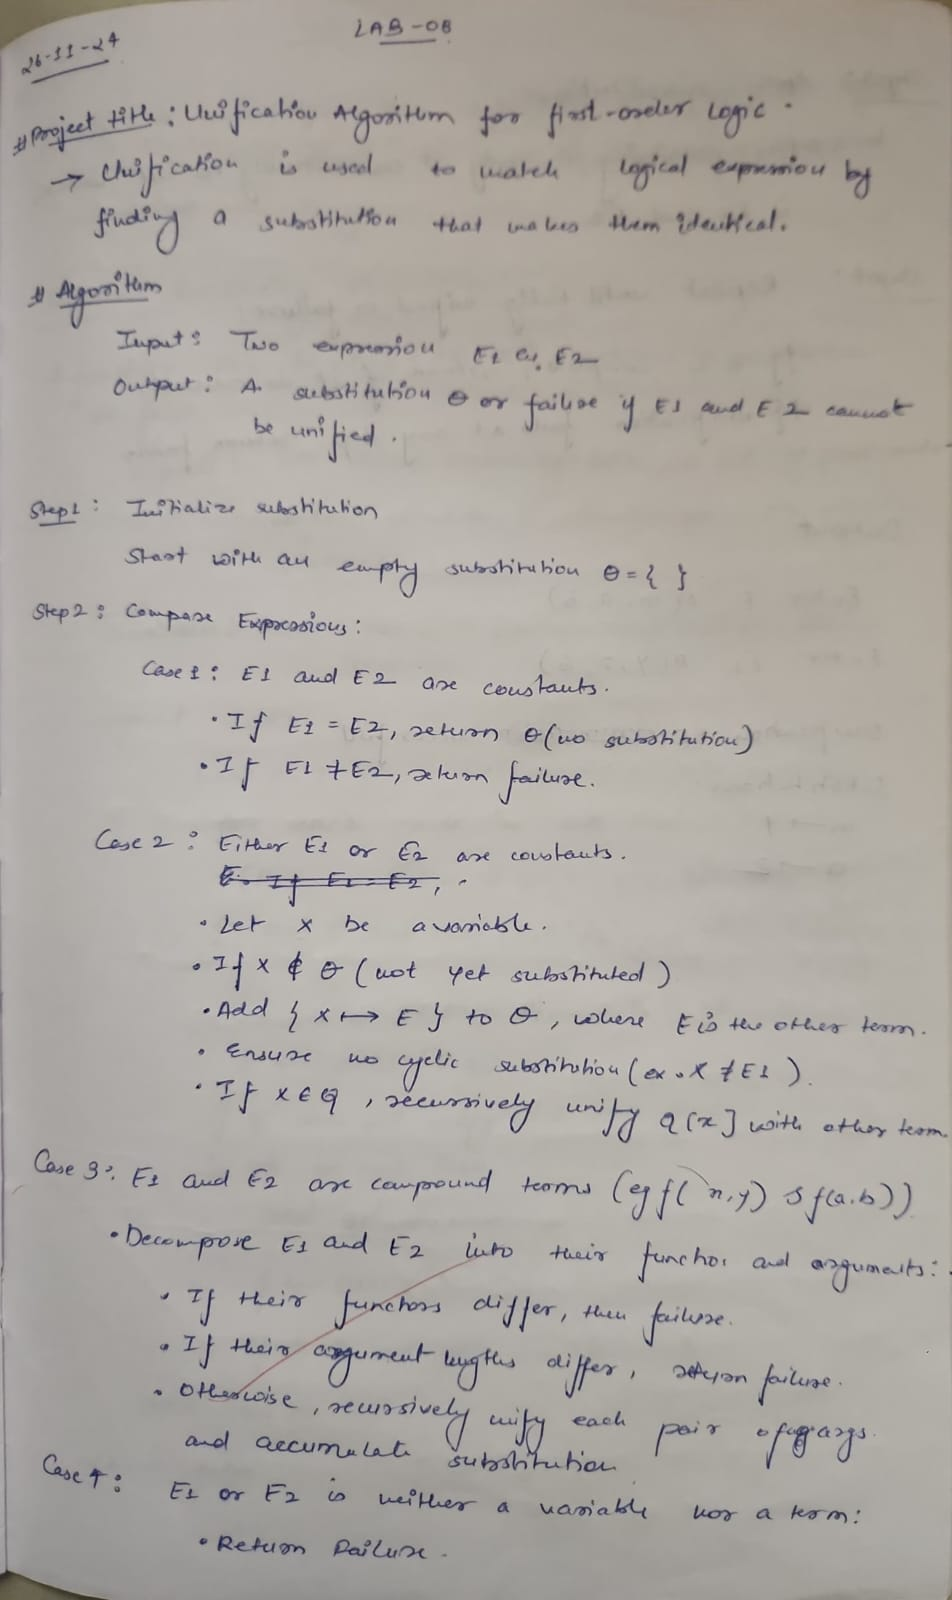 LAB-08
26-11-24
# Project title : Unification Algorithm for first-order logic.
→ Unification is used to match logical expression by
finding a substitution that makes them identical.
# Algorithm
Input : Two expression E1 & E2
Output : A substitution θ or failure if E1 and E2 cannot
be unified.
Step1 : Initialize substitution
Start with an empty substitution θ = { }
Step2 : Compare Expressions :
Case 1 : E1 and E2 are constants.
• If E1 = E2, return θ (no substitution)
• If E1 ≠ E2, return failure.
Case 2 : Either E1 or E2 are constants.
E. If E1 = E2,
• Let x be a variable.
• If x ∉ θ (not yet substituted)
• Add { x ↦ E } to θ, where E is the other term.
• Ensure no cyclic substitution (ex. x ≠ E1).
• If x ∈ Q, recursively unify Q[x] with other term.
Case 3 : E1 and E2 are compound terms (eg f(x,y) & f(a,b))
• Decompose E1 and E2 into their functor and arguments :
• If their functors differ, then failure.
• If their argument lengths differ, return failure.
• Otherwise, recursively unify each pair of args.
and accumulate substitution
Case 4 : E1 or E2 is neither a variable nor a term :
• Return Failure.